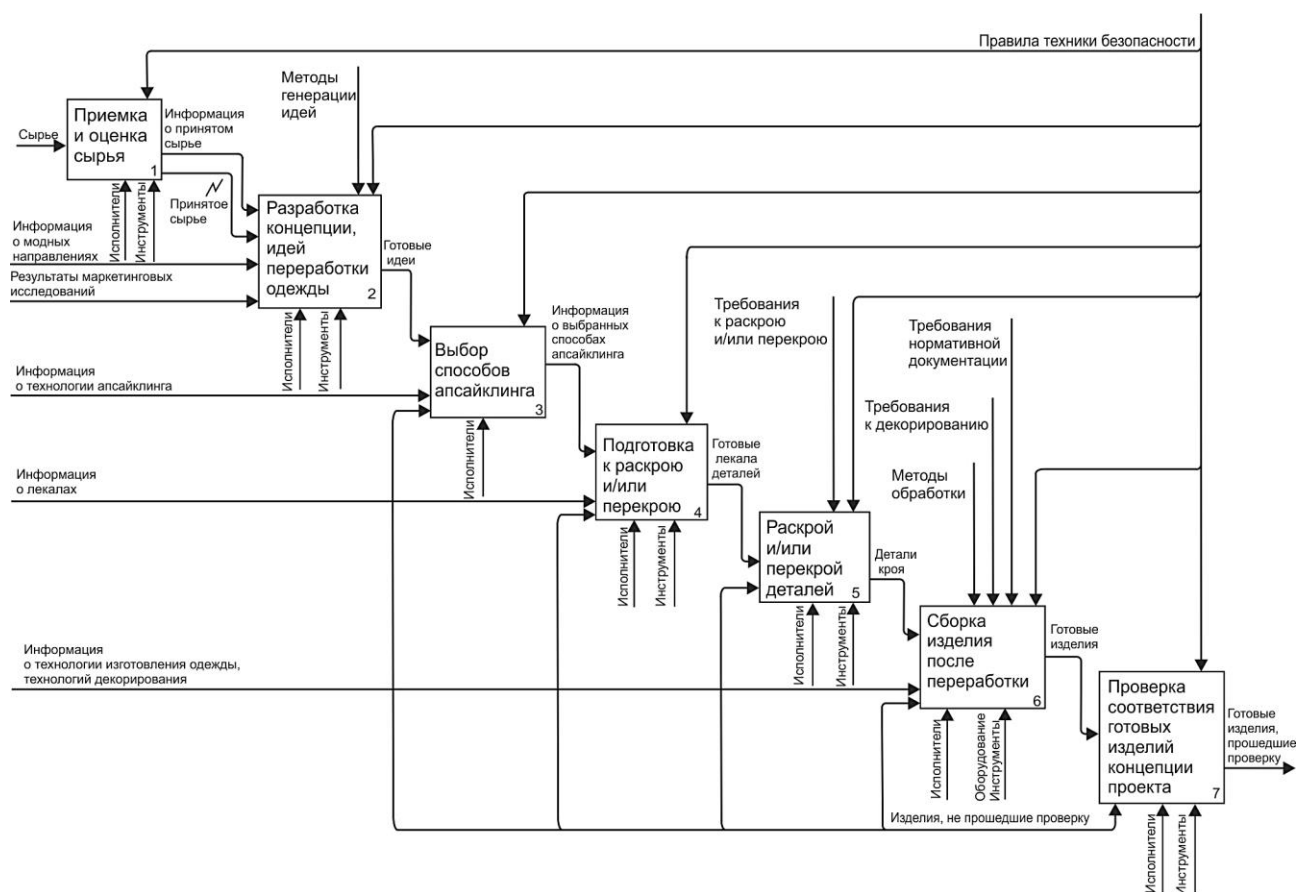 Правила техники безопасности
Методы
генерации
идей
Приемка
и оценка
сырья
1
Сырье
Информация
о принятом
сырье
Принятое
сырье
Исполнители
Инструменты
Информация
о модных
направлениях
Результаты маркетинговых
исследований
Разработка
концепции,
идей
переработки
одежды
2
Готовые
идеи
Исполнители
Инструменты
Информация
о технологии апсайклинга
Выбор
способов
апсайклинга
3
Информация
о выбранных
способах
апсайклинга
Исполнители
Требования
к раскрою
и/или перекрою
Требования
нормативной
документации
Требования
к декорированию
Методы
обработки
Информация
о лекалах
Подготовка
к раскрою
и/или
перекрою
4
Готовые
лекала
деталей
Исполнители
Инструменты
Раскрой
и/или
перекрой
деталей
5
Детали
кроя
Исполнители
Инструменты
Информация
о технологии изготовления одежды,
технологий декорирования
Сборка
изделия
после
переработки
6
Готовые
изделия
Исполнители
Оборудование
Инструменты
Проверка
соответствия
готовых
изделий
концепции
проекта
7
Готовые
изделия,
прошедшие
проверку
Изделия, не прошедшие проверку
Исполнители
Инструменты